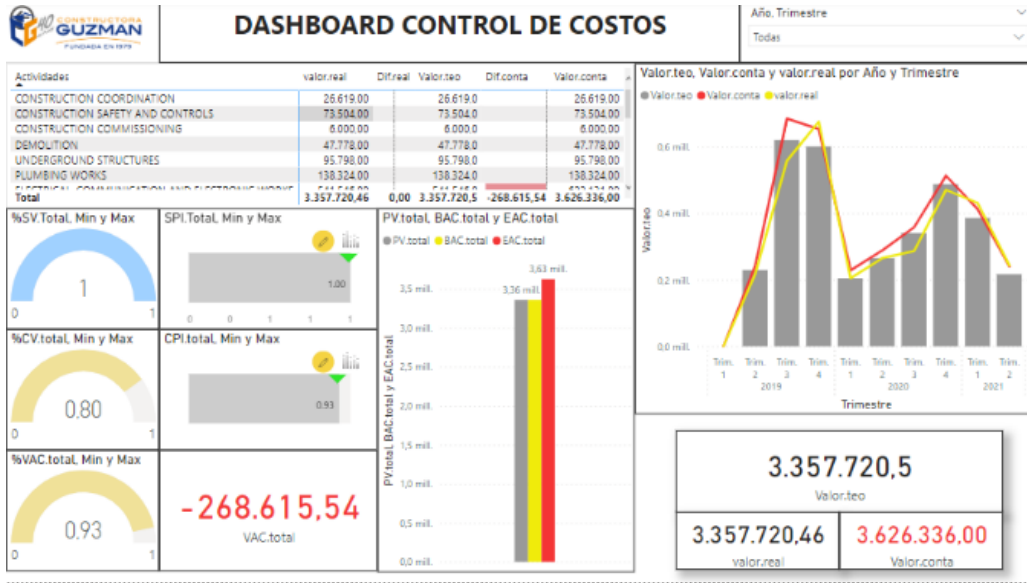 CONSTRUCTORA
GUZMAN
FUNDADA EN 1979
DASHBOARD CONTROL DE COSTOS
Año, Trimestre
Todas
Actividades valor.real Dif.real Valor.teo Dif.conta Valor.conta
CONSTRUCTION COORDINATION 26.619.00 26.619.0 26.619.00
CONSTRUCTION SAFETY AND CONTROLS 73.504.00 73.504.0 73.504.00
CONSTRUCTION COMMISSIONING 6.000.00 6.000.0 6.000.00
DEMOLITION 47.778.00 47.778.0 47.778.00
UNDERGROUND STRUCTURES 95.798.00 95.798.0 95.798.00
PLUMBING WORKS 138.324.00 138.324.0 138.324.00
ELECTRICAL, COMMUNICATION AND ELECTRONIC WORKS
Total 3.357.720,46 0,00 3.357.720,5 -268.615,54 3.626.336,00
Valor.teo, Valor.conta y valor.real por Año y Trimestre
Valor.teo Valor.conta valor.real
0.6 mill.
0.4 mill.
0.2 mill.
0.0 mill.
Valor.teo
Trim. Trim. Trim. Trim. Trim. Trim. Trim. Trim. Trim. Trim.
1 2 3 4 1 2 3 4 1 2
2019 2020 2021
Trimestre
%SV.Total, Min y Max
1
0 1
SPI.Total, Min y Max
1.00
0 0 1 1 1
%CV.total, Min y Max
0.80
0 1
CPI.total, Min y Max
0.93
%VAC.total, Min y Max
0.93
0 1
-268.615,54
VAC.total
PV.total, BAC.total y EAC.total
PV.total BAC.total EAC.total
3,63 mill.
3,36 mill.
3,5 mill.
3,0 mill.
2,5 mill.
2,0 mill.
1,5 mill.
1,0 mill.
0,5 mill.
0,0 mill.
PV.total, BAC.total y EAC.total
3.357.720,5
Valor.teo
3.357.720,46
valor.real
3.626.336,00
Valor.conta